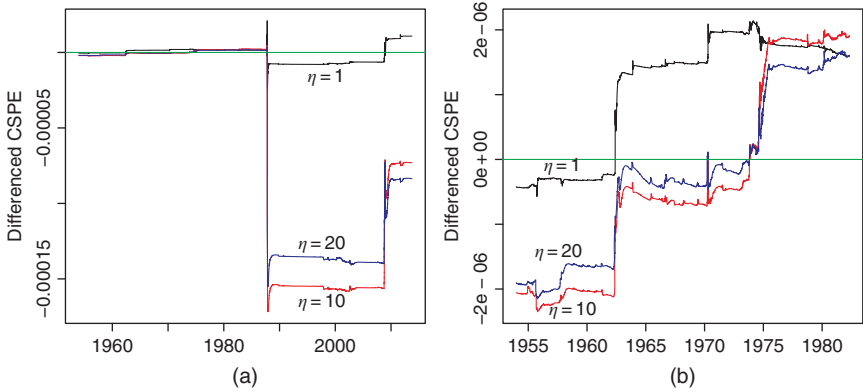 Differenced CSPE
-0.00005
-0.00015
η = 1
η = 20
η = 10
1960
1980
2000
(a)
Differenced CSPE
2e-06
0e+00
-2e-06
η = 1
η = 20
η = 10
1955
1960
1965
1970
1975
1980
(b)